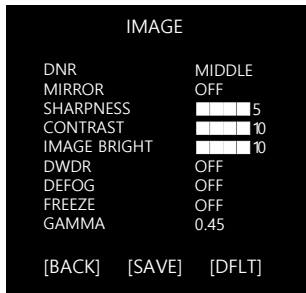 IMAGE
DNR MIDDLE
MIRROR OFF
SHARPNESS 5
CONTRAST 10
IMAGE BRIGHT 10
DWDR OFF
DEFOG OFF
FREEZE OFF
GAMMA 0.45
[BACK] [SAVE] [DFLT]